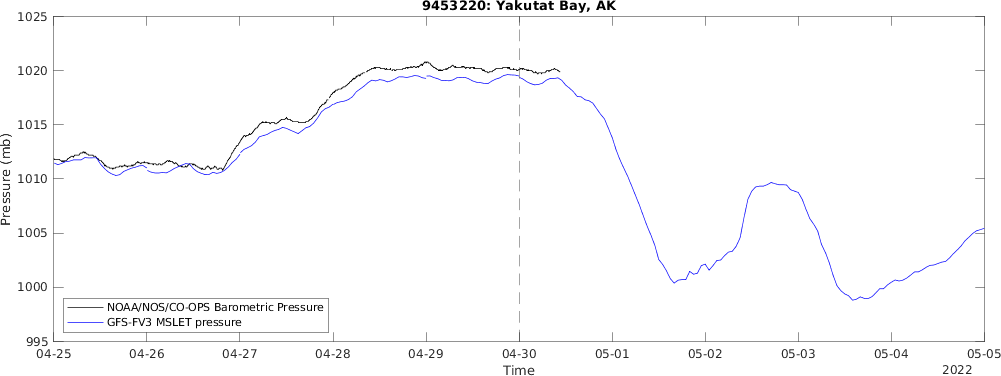 9453220: Yakutat Bay, AK
1025
1020
1015
1010
1005
1000
995
Pressure (mb)
NOAA/NOS/CO-OPS Barometric Pressure
GFS-FV3 MSLET pressure
04-25 04-26 04-27 04-28 04-29 04-30 05-01 05-02 05-03 05-04 05-05
Time
2022